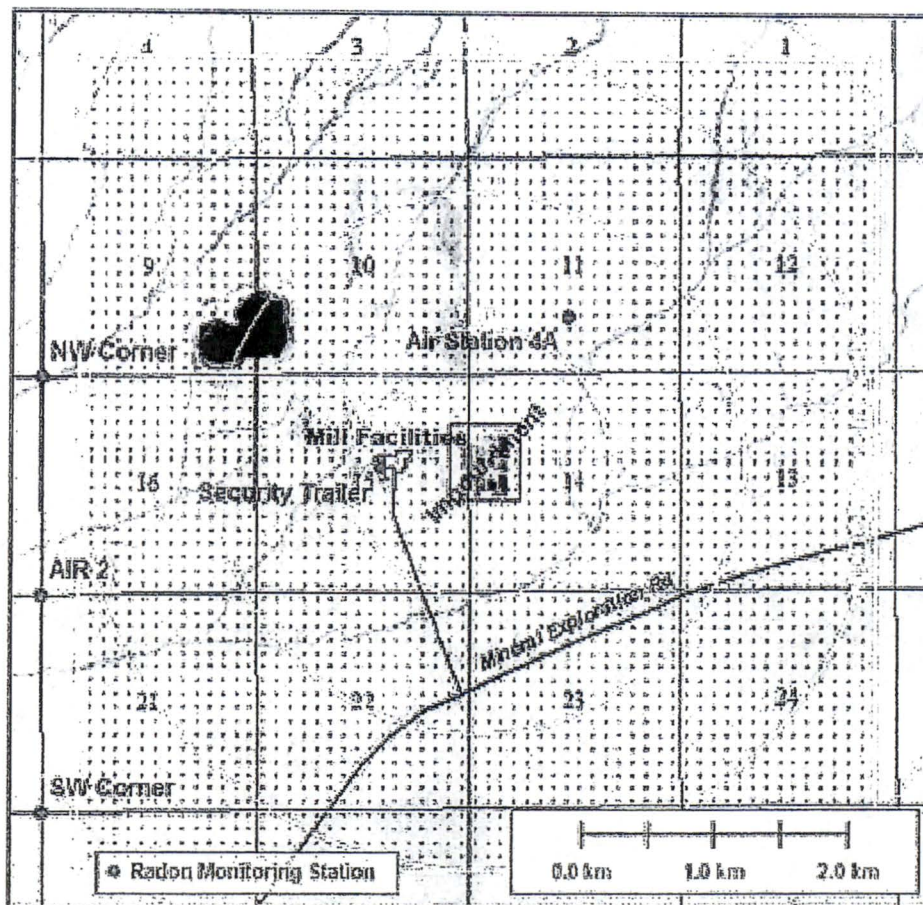 4 3 2 1
9 10 11 12
Air Station 4A
NW Corner
Mill Facilities
Impoundment
16 14 13
Security Trailer
AIR 2
Mineral Exploration Rd
21 22 23 24
SW Corner
Radon Monitoring Station
0.0 km 1.0 km 2.0 km